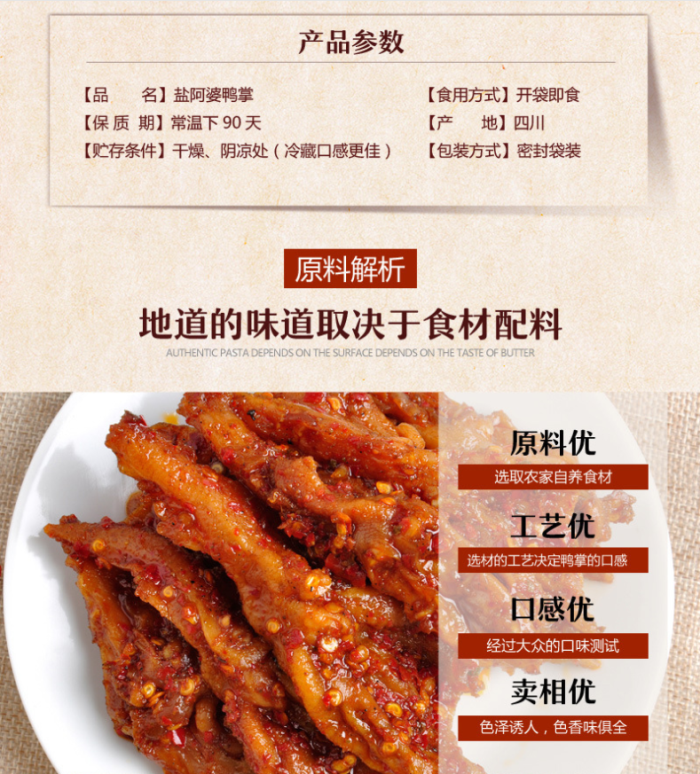 产品参数
【品 名】盐阿婆鸭掌
【食用方式】开袋即食
【保 质 期】常温下 90 天
【产 地】四川
【贮存条件】干燥、阴凉处（冷藏口感更佳）
【包装方式】密封袋装
原料解析
地道的味道取决于食材配料
AUTHENTIC PASTA DEPENDS ON THE SURFACE DEPENDS ON THE TASTE OF BUTTER
原料优
选取农家自养食材
工艺优
选材的工艺决定鸭掌的口感
口感优
经过大众的口味测试
卖相优
色泽诱人，色香味俱全